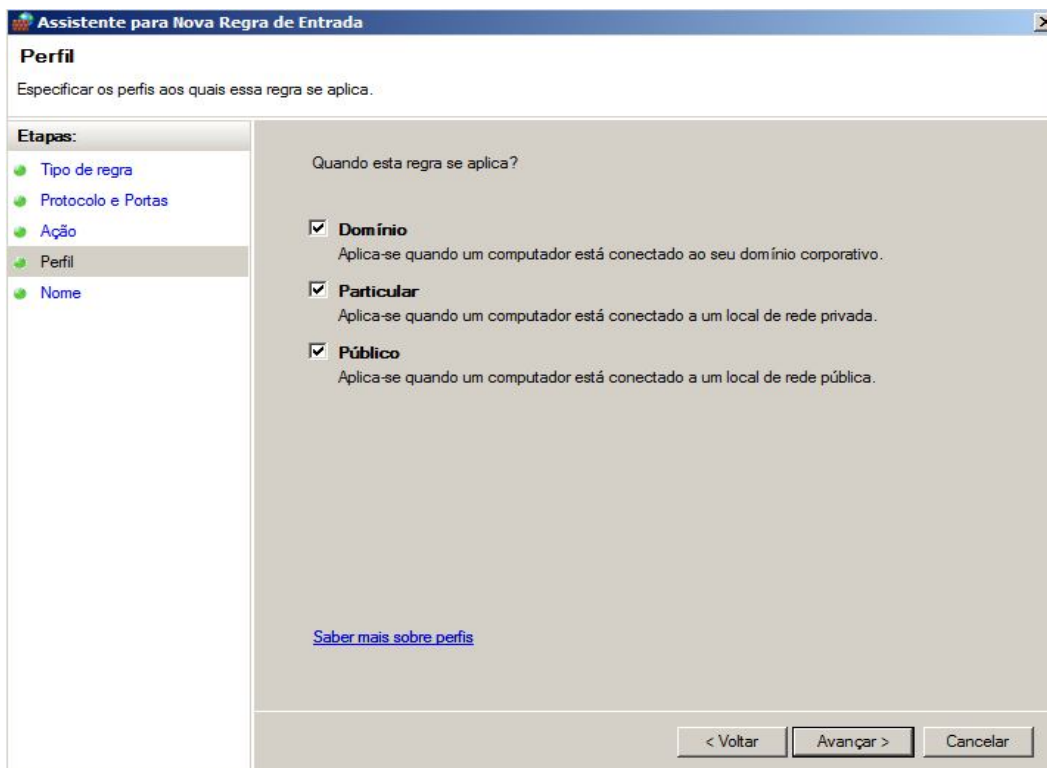 Assistente para Nova Regra de Entrada
Perfil
Especificar os perfis aos quais essa regra se aplica.
Etapas:
Tipo de regra
Protocolo e Portas
Ação
Perfil
Nome
Quando esta regra se aplica?
Domínio
Aplica-se quando um computador está conectado ao seu domínio corporativo.
Particular
Aplica-se quando um computador está conectado a um local de rede privada.
Público
Aplica-se quando um computador está conectado a um local de rede pública.
Saber mais sobre perfis
< Voltar
Avançar >
Cancelar